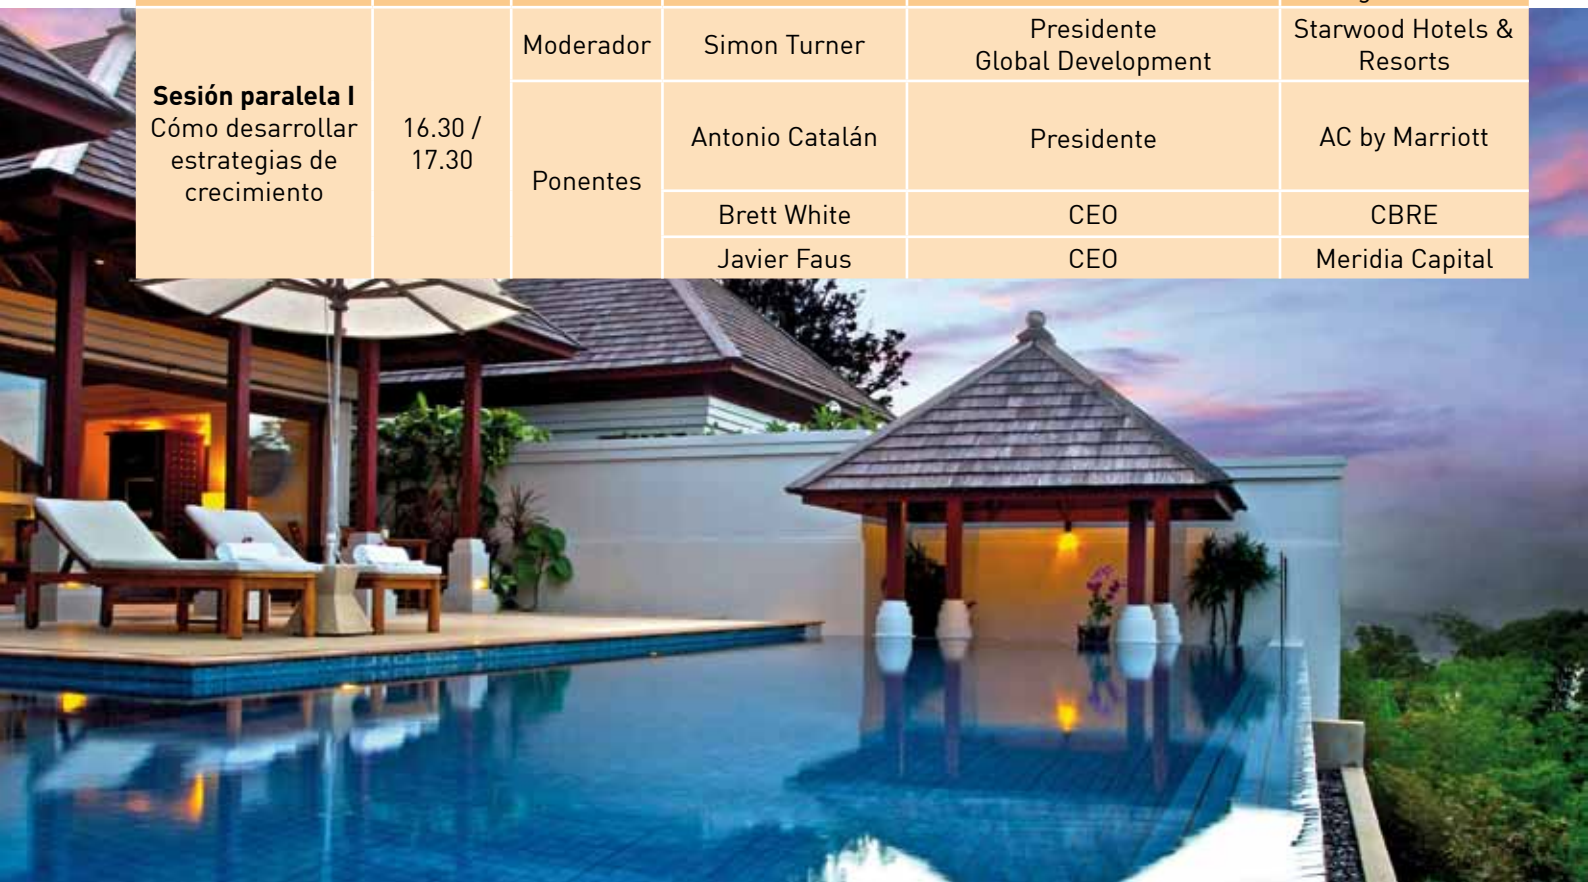 Sesión paralela I
Cómo desarrollar
estrategias de
crecimiento
16.30 /
17.30
Moderador
Simon Turner
Presidente
Global Development
Starwood Hotels &
Resorts
Ponentes
Antonio Catalán
Presidente
AC by Marriott
Brett White
CEO
CBRE
Javier Faus
CEO
Meridia Capital